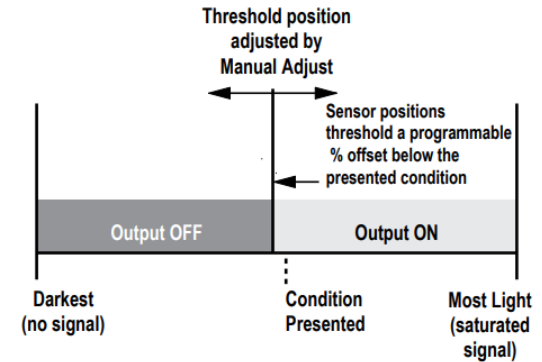 Threshold position
adjusted by
Manual Adjust
Sensor positions
threshold a programmable
% offset below the
presented condition
Output OFF
Output ON
Darkest
(no signal)
Condition
Presented
Most Light
(saturated
signal)